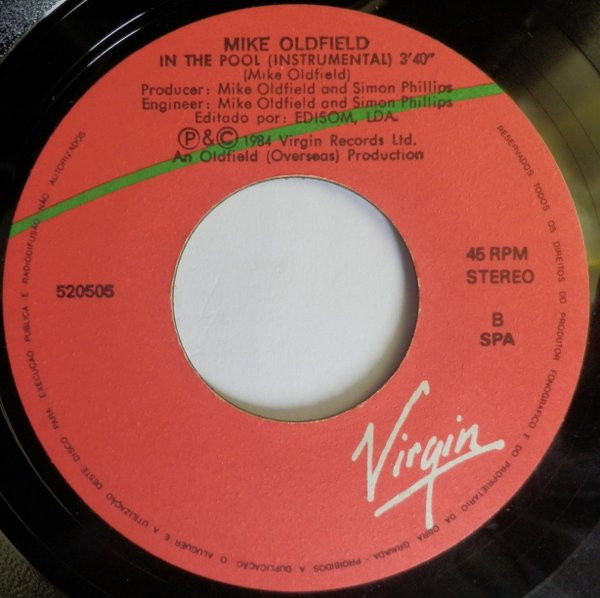 MIKE OLDFIELD
IN THE POOL (INSTRUMENTAL) 3'40"
(Mike Oldfield)
Producer: Mike Oldfield and Simon Phillips
Engineer: Mike Oldfield and Simon Phillips
Editado por: EDISOM, LDA.
Ⓟ&© 1984 Virgin Records Ltd.
An Oldfield (Overseas) Production
520505
45 RPM
STEREO
B
SPA
Virgin
RESERVADOS TODOS OS DIREITOS DO PRODUTOR FONOGRÁFICO E DO PROPRIETÁRIO DA OBRA GRAVADA - PROIBIDOS A DUPLICAÇÃO O ALUGUER E A UTILIZAÇÃO DESTE DISCO PARA EXECUÇÃO PUBLICA E RADIODIFUSÃO NÃO AUTORIZADOS